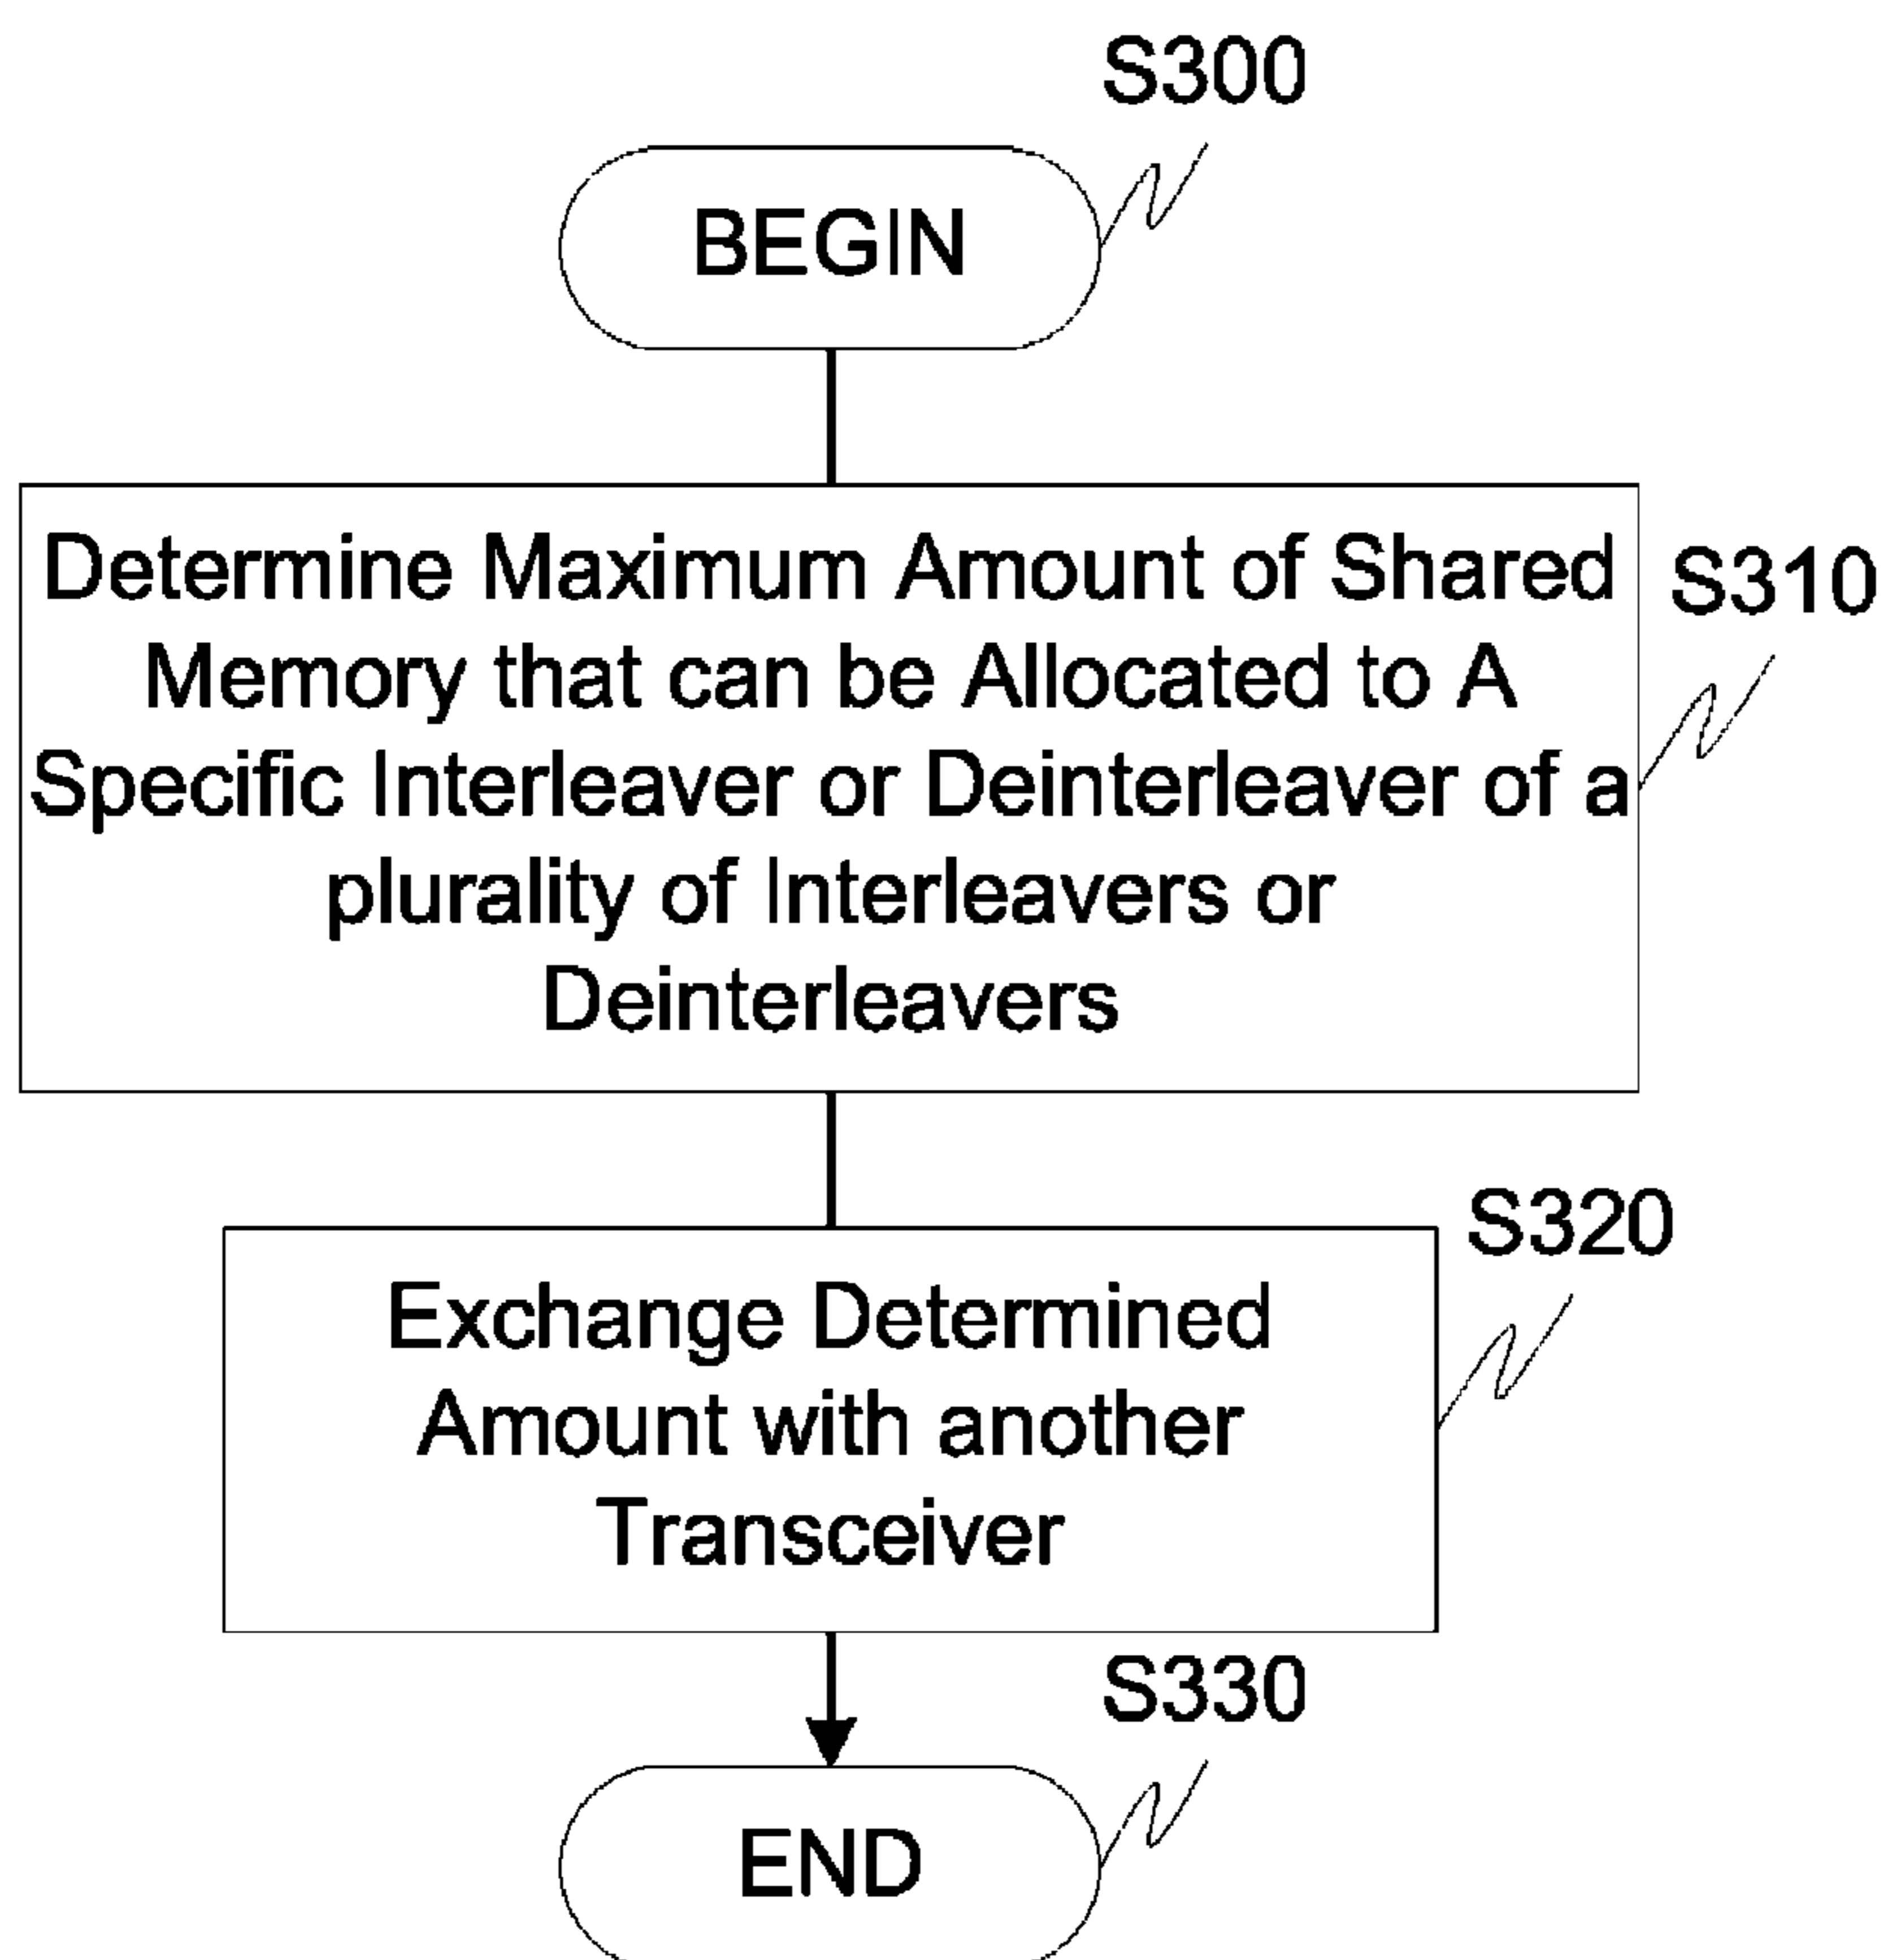 S300
BEGIN
Determine Maximum Amount of Shared
Memory that can be Allocated to A
Specific Interleaver or Deinterleaver of a
plurality of Interleavers or
Deinterleavers
S310
Exchange Determined
Amount with another
Transceiver
S320
S330
END